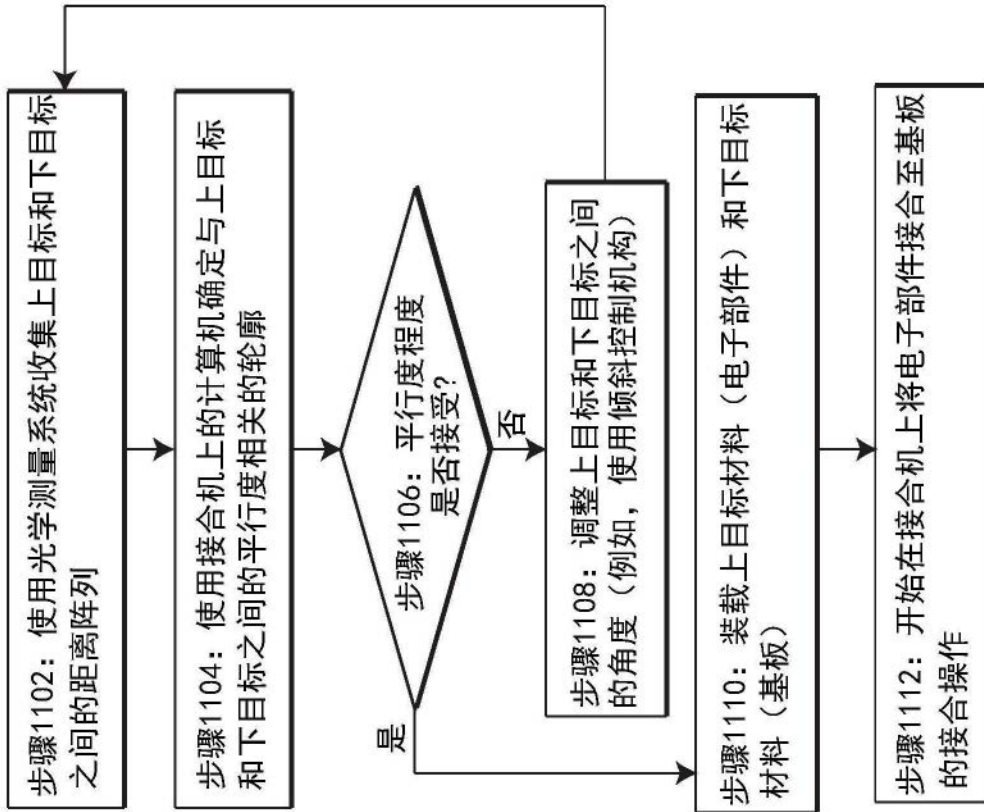 步骤1102：使用光学测量系统收集上目标和下目标
之间的距离阵列
步骤1104：使用接合机上的计算机确定与上目标
和下目标之间的平行度相关的轮廓
步骤1106：平行度程度
是否接受？
是
否
步骤1108：调整上目标和下目标之间
的角度（例如，使用倾斜控制机构）
步骤1110：装载上目标材料（电子部件）和下目标
材料（基板）
步骤1112：开始在接合机上将电子部件接合至基板
的接合操作